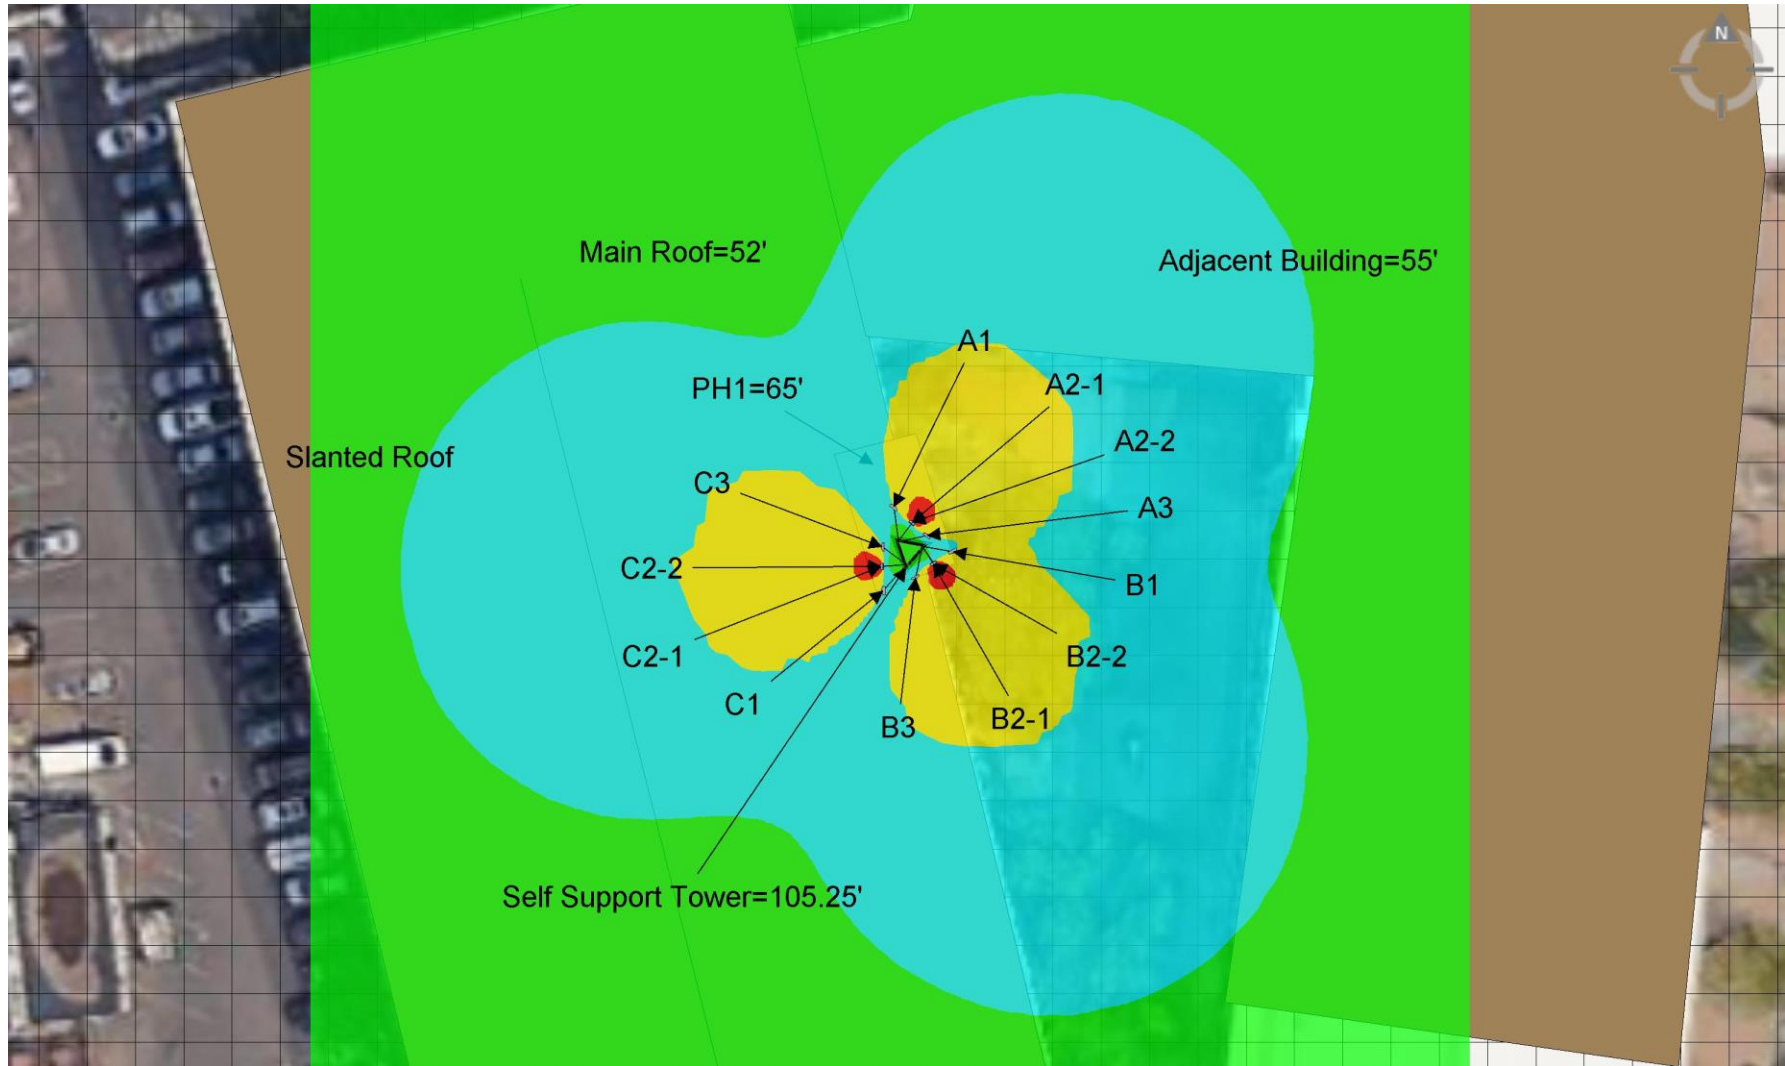 N
Main Roof=52'
Adjacent Building=55'
A1
PH1=65'
A2-1
A2-2
Slanted Roof
C3
A3
C2-2
B1
C2-1
B2-2
C1
B3
B2-1
Self Support Tower=105.25'